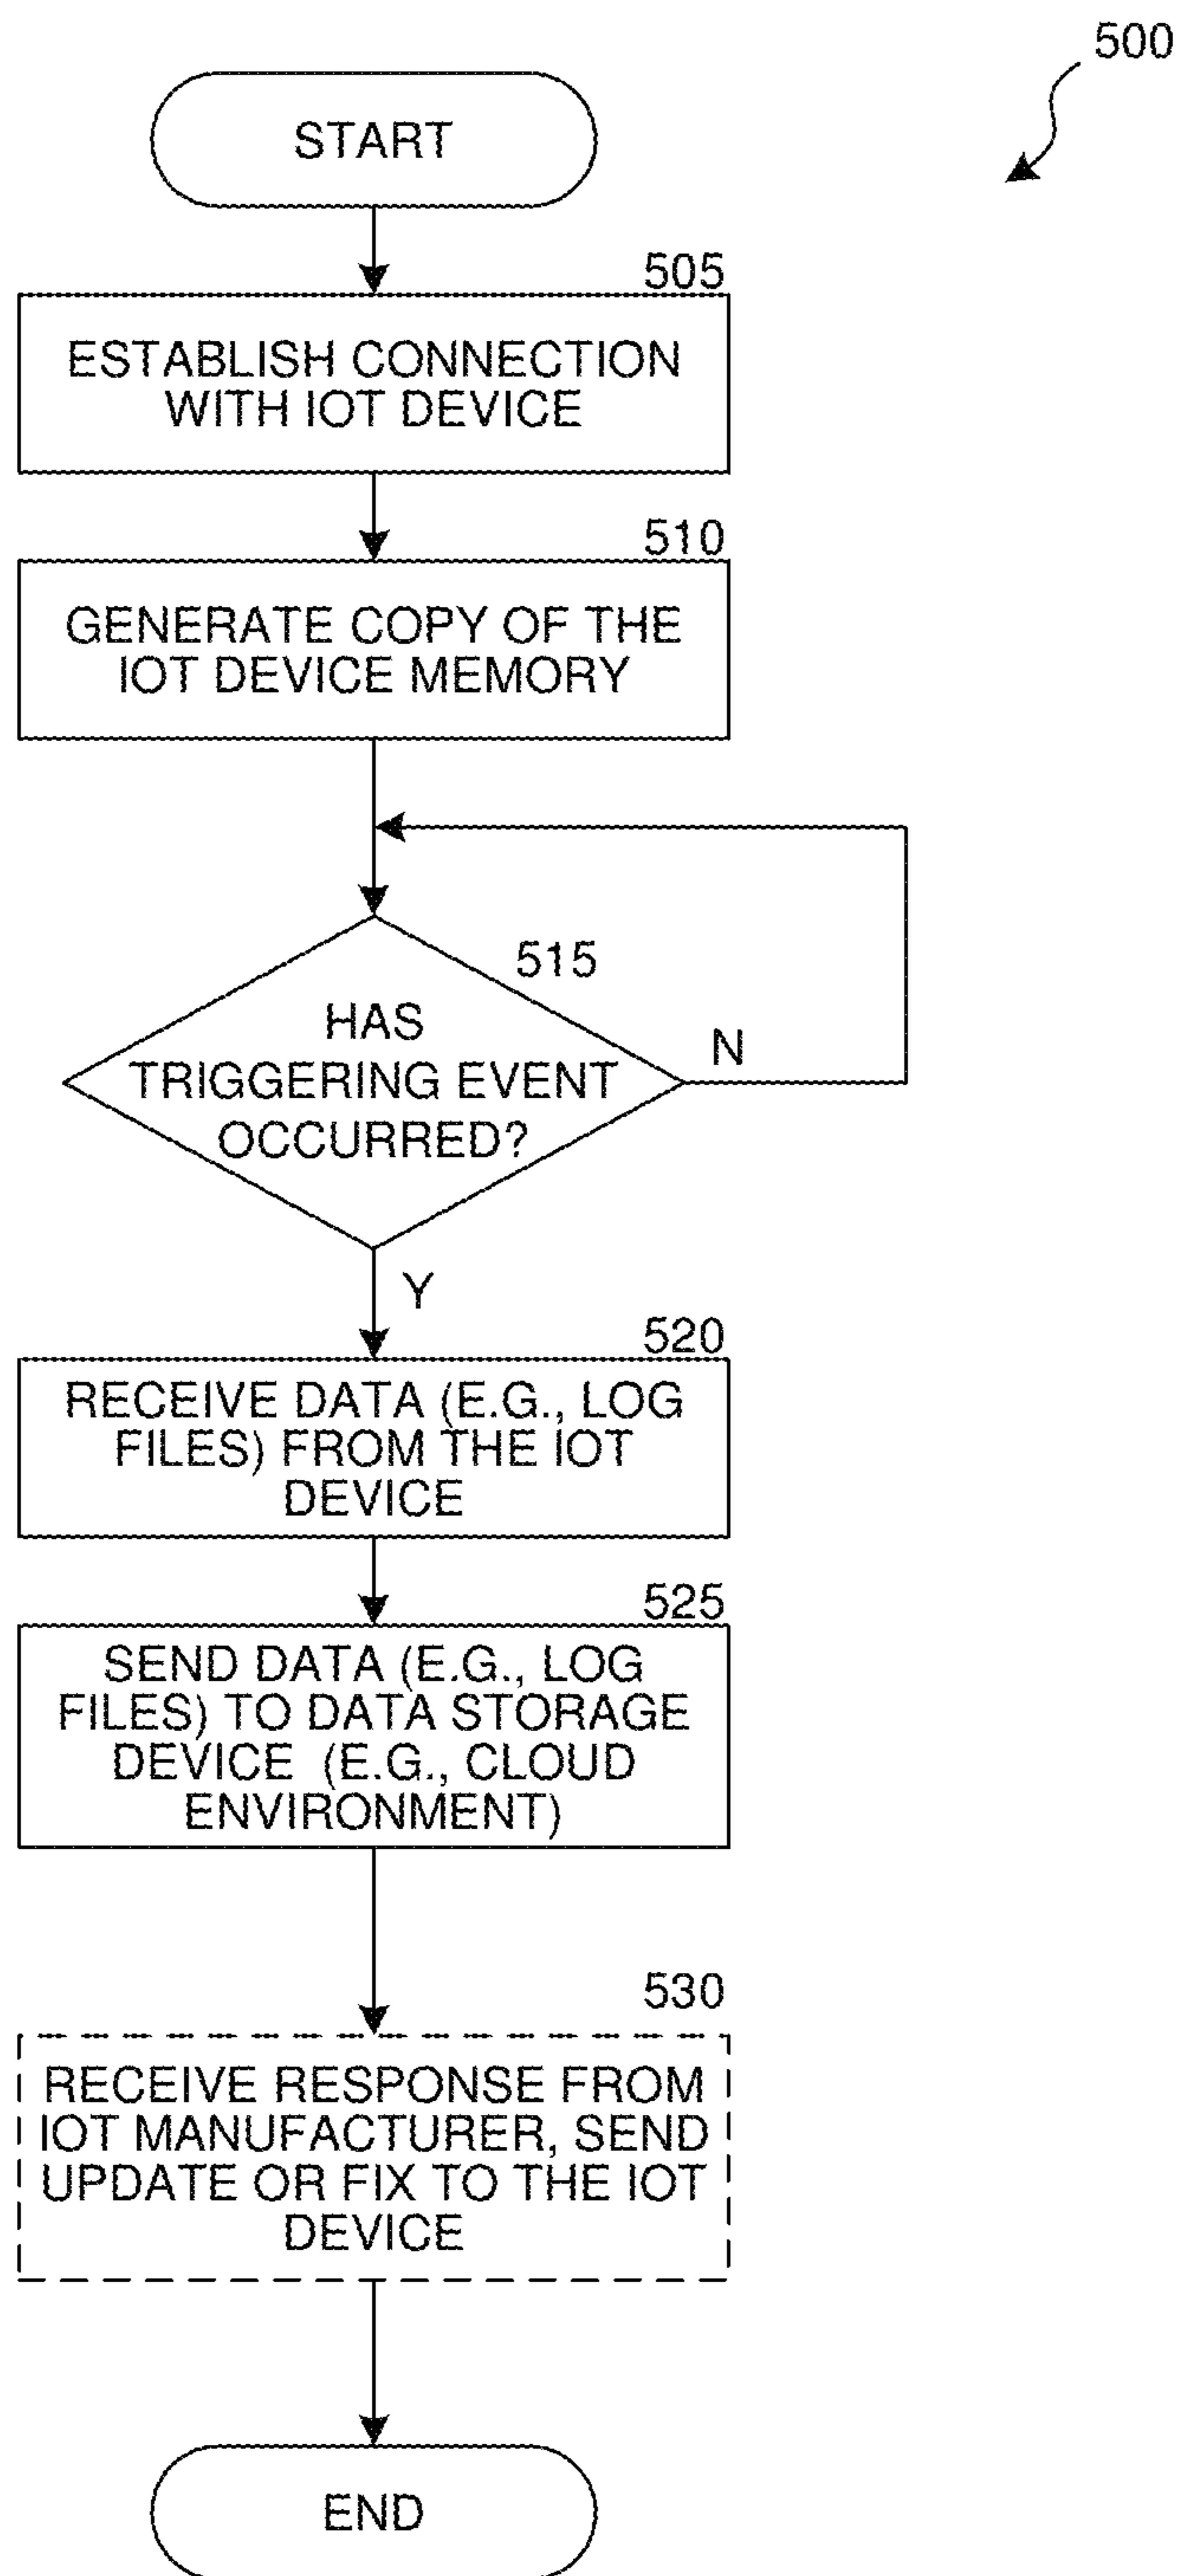 500
START
505
ESTABLISH CONNECTION
WITH IOT DEVICE
510
GENERATE COPY OF THE
IOT DEVICE MEMORY
515
HAS
TRIGGERING EVENT
OCCURRED?
N
Y
520
RECEIVE DATA (E.G., LOG
FILES) FROM THE IOT
DEVICE
525
SEND DATA (E.G., LOG
FILES) TO DATA STORAGE
DEVICE (E.G., CLOUD
ENVIRONMENT)
530
RECEIVE RESPONSE FROM
IOT MANUFACTURER, SEND
UPDATE OR FIX TO THE IOT
DEVICE
END